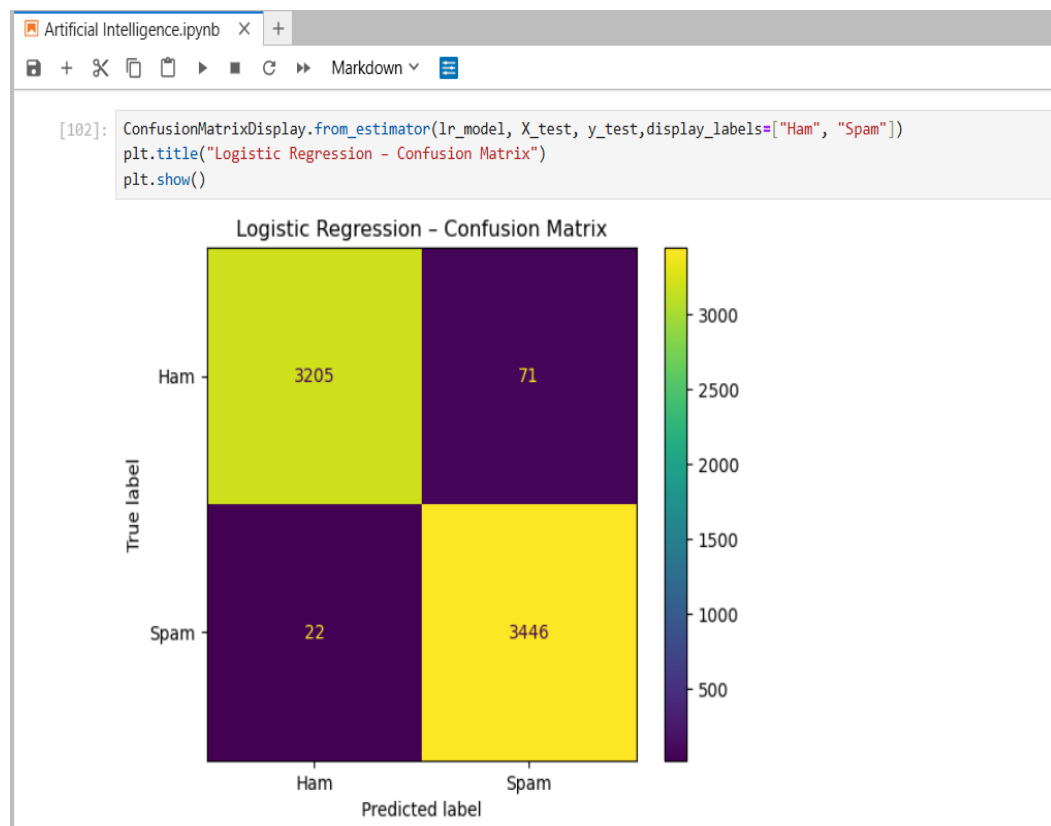 Artificial Intelligence.ipynb
Markdown
[102]: ConfusionMatrixDisplay.from_estimator(lr_model, X_test, y_test,display_labels=["Ham", "Spam"])
plt.title("Logistic Regression – Confusion Matrix")
plt.show()
Logistic Regression – Confusion Matrix
3000
Ham 3205 71
2500
2000
True label
1500
1000
Spam 22 3446
500
Ham Spam
Predicted label